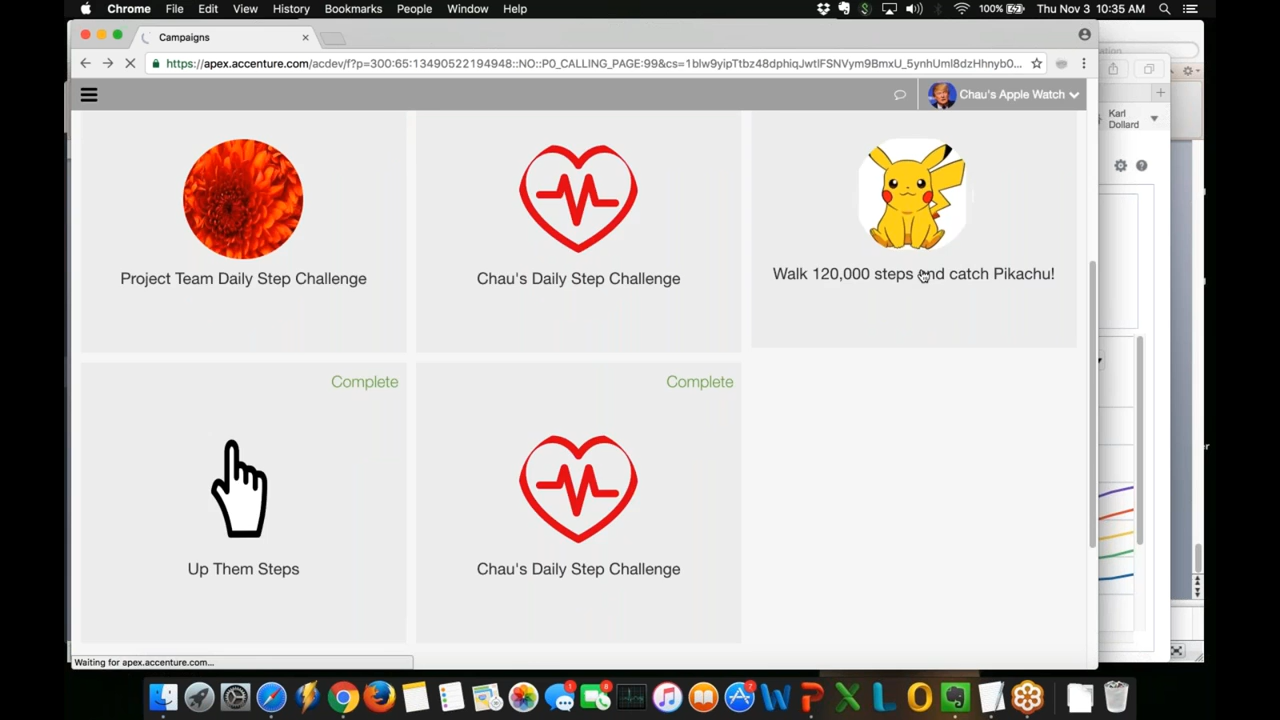 Chrome File Edit View History Bookmarks People Window Help 100% Thu Nov 3 10:35 AM
Campaigns
https://apex.accenture.com/acdev/f?p=300:65:13490522194948::NO::P0_CALLING_PAGE:99&cs=
Chau's Apple Watch
Karl
Dollard
Project Team Daily Step Challenge
Chau's Daily Step Challenge
Walk 120,000 steps and catch Pikachu!
Complete
Complete
Up Them Steps
Chau's Daily Step Challenge
Waiting for apex.accenture.com...